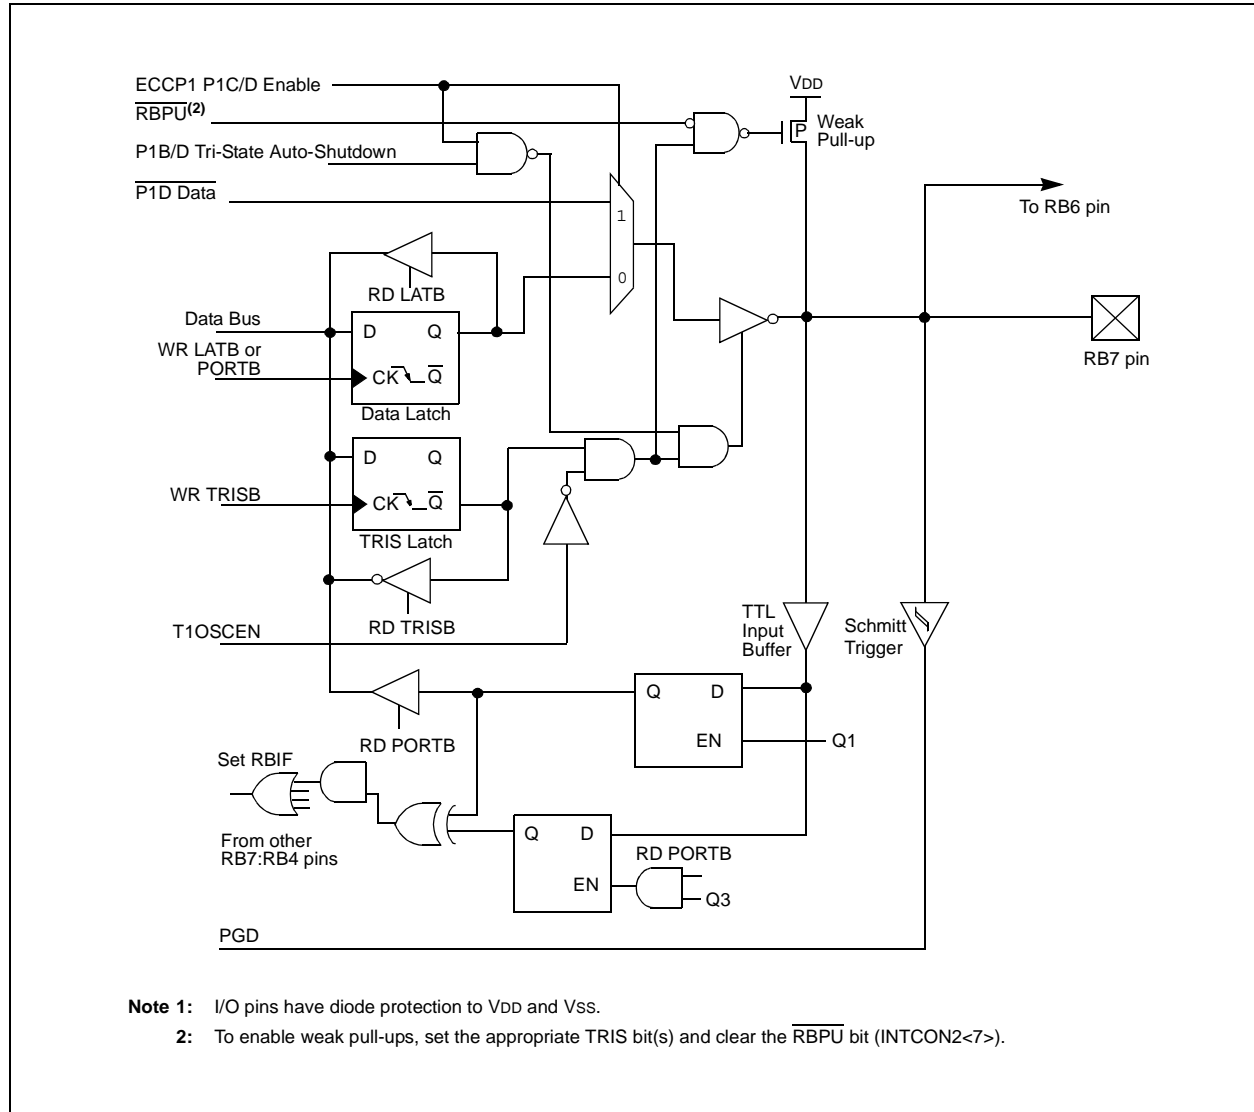 ECCP1 P1C/D Enable
RBPU(2)
P1B/D Tri-State Auto-Shutdown
P1D Data
VDD
P
Weak
Pull-up
To RB6 pin
1
0
RD LATB
Data Bus
WR LATB or
PORTB
D Q
CK Q
Data Latch
RB7 pin
D Q
WR TRISB
CK Q
TRIS Latch
RD TRISB
T1OSCEN
TTL
Input
Buffer
Schmitt
Trigger
Q D
EN
Q1
RD PORTB
Set RBIF
From other
RB7:RB4 pins
Q D
EN
RD PORTB
Q3
PGD
Note 1: I/O pins have diode protection to VDD and VSS.
2: To enable weak pull-ups, set the appropriate TRIS bit(s) and clear the RBPU bit (INTCON2<7>).